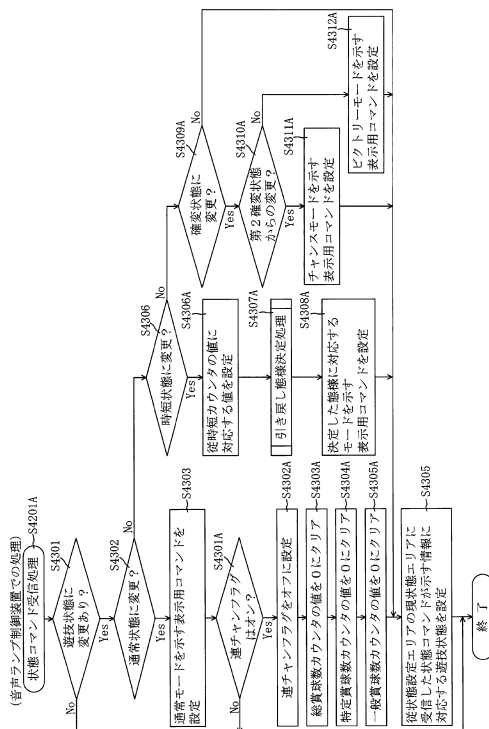 (音声ランプ制御装置での処理)
状態コマンド受信処理
S4201A
遊技状態に
変更あり?
S4301
No
Yes
通常状態に変更?
S4302
No
Yes
通常モードを示す表示用コマンドを
設定
S4303
連チャンフラグ
はオン?
S4301A
No
Yes
連チャンフラグをオフに設定
S4302A
総賞球数カウンタの値を0にクリア
S4303A
特定賞球数カウンタの値を0にクリア
S4304A
一般賞球数カウンタの値を0にクリア
S4305A
従状態設定エリアの現状態エリアに
受信した状態コマンドが示す情報に
対応する遊技状態を設定
S4305
終了
時短状態に変更?
S4306
No
Yes
従時短カウンタの値に
対応する値を設定
S4306A
引き戻し態様決定処理
S4307A
決定した態様に対応する
モードを示す
表示用コマンドを設定
S4308A
確変状態に
変更?
S4309A
No
Yes
第2確変状態
からの変更?
S4310A
No
Yes
チャンスモードを示す
表示用コマンドを設定
S4311A
ビクトリーモードを示す
表示用コマンドを設定
S4312A